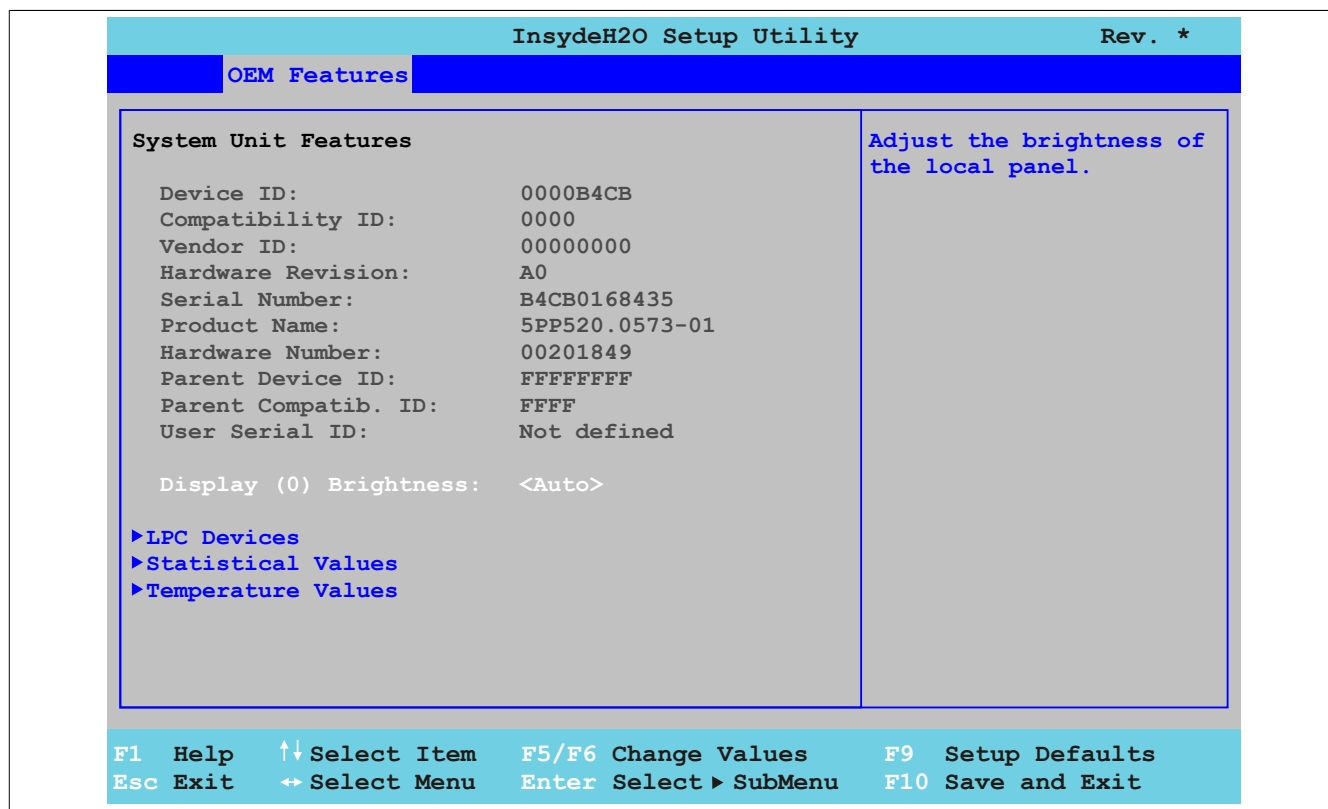 InsydeH2O Setup Utility Rev. *
OEM Features
System Unit Features
Adjust the brightness of
the local panel.
Device ID: 0000B4CB
Compatibility ID: 0000
Vendor ID: 00000000
Hardware Revision: A0
Serial Number: B4CB0168435
Product Name: 5PP520.0573-01
Hardware Number: 00201849
Parent Device ID: FFFFFFFF
Parent Compatib. ID: FFFF
User Serial ID: Not defined
Display (0) Brightness: <Auto>
▶LPC Devices
▶Statistical Values
▶Temperature Values
F1 Help ↑↓ Select Item F5/F6 Change Values F9 Setup Defaults
Esc Exit ↔ Select Menu Enter Select ▶ SubMenu F10 Save and Exit